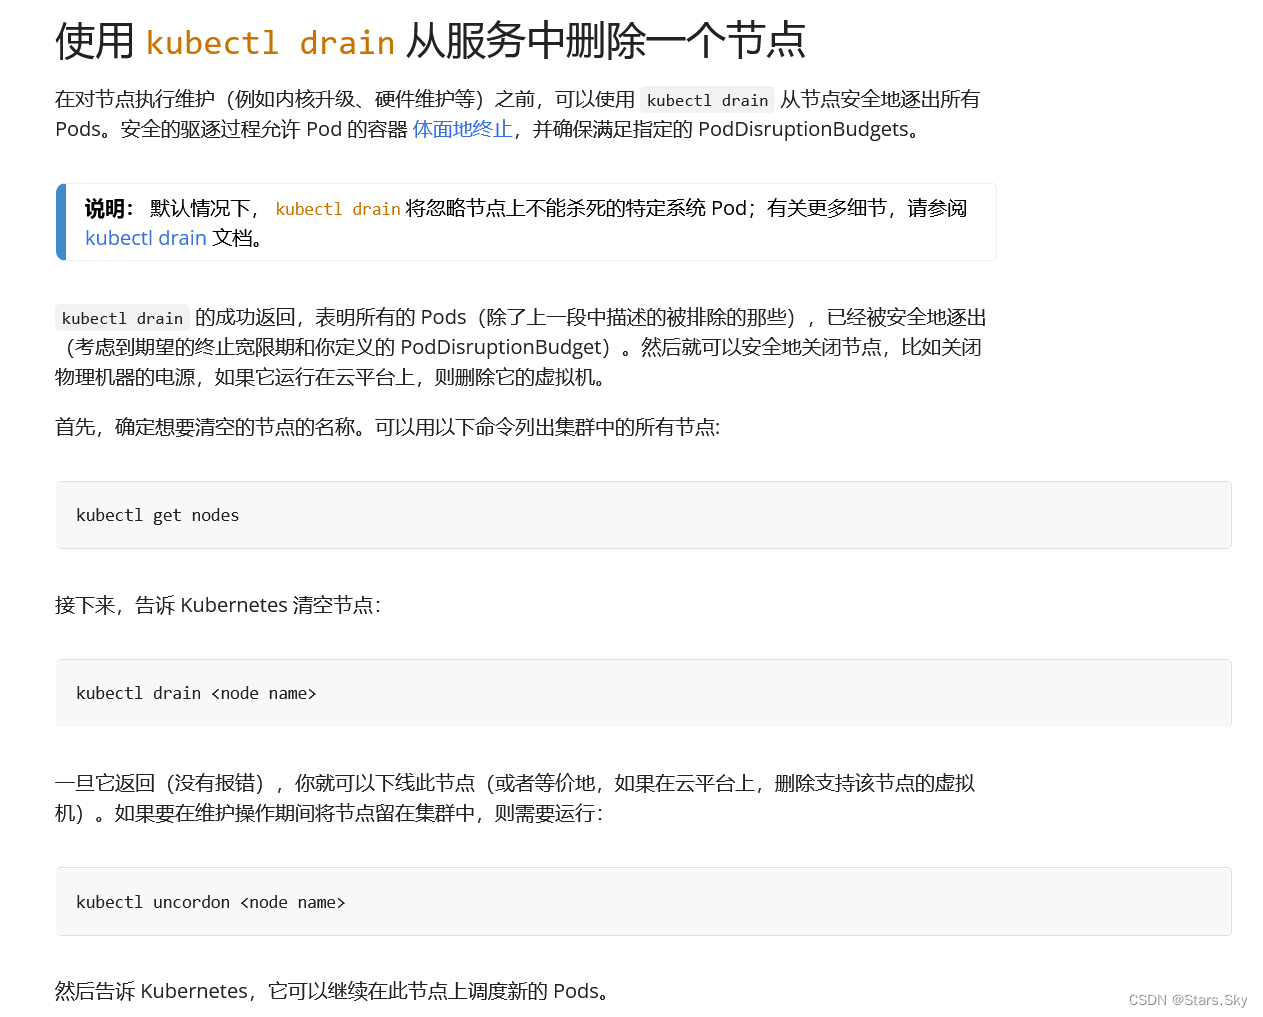 使用 kubectl drain 从服务中删除一个节点
在对节点执行维护（例如内核升级、硬件维护等）之前，可以使用 kubectl drain 从节点安全地逐出所有
Pods。安全的驱逐过程允许 Pod 的容器 体面地终止，并确保满足指定的 PodDisruptionBudgets。
说明： 默认情况下， kubectl drain 将忽略节点上不能杀死的特定系统 Pod；有关更多细节，请参阅
kubectl drain 文档。
kubectl drain 的成功返回，表明所有的 Pods（除了上一段中描述的被排除的那些），已经被安全地逐出
（考虑到期望的终止宽限期和你定义的 PodDisruptionBudget）。然后就可以安全地关闭节点，比如关闭
物理机器的电源，如果它运行在云平台上，则删除它的虚拟机。
首先，确定想要清空的节点的名称。可以用以下命令列出集群中的所有节点:
kubectl get nodes
接下来，告诉 Kubernetes 清空节点：
kubectl drain <node name>
一旦它返回（没有报错），你就可以下线此节点（或者等价地，如果在云平台上，删除支持该节点的虚拟
机）。如果要在维护操作期间将节点留在集群中，则需要运行：
kubectl uncordon <node name>
然后告诉 Kubernetes，它可以继续在此节点上调度新的 Pods。
CSDN @Stars.Sky